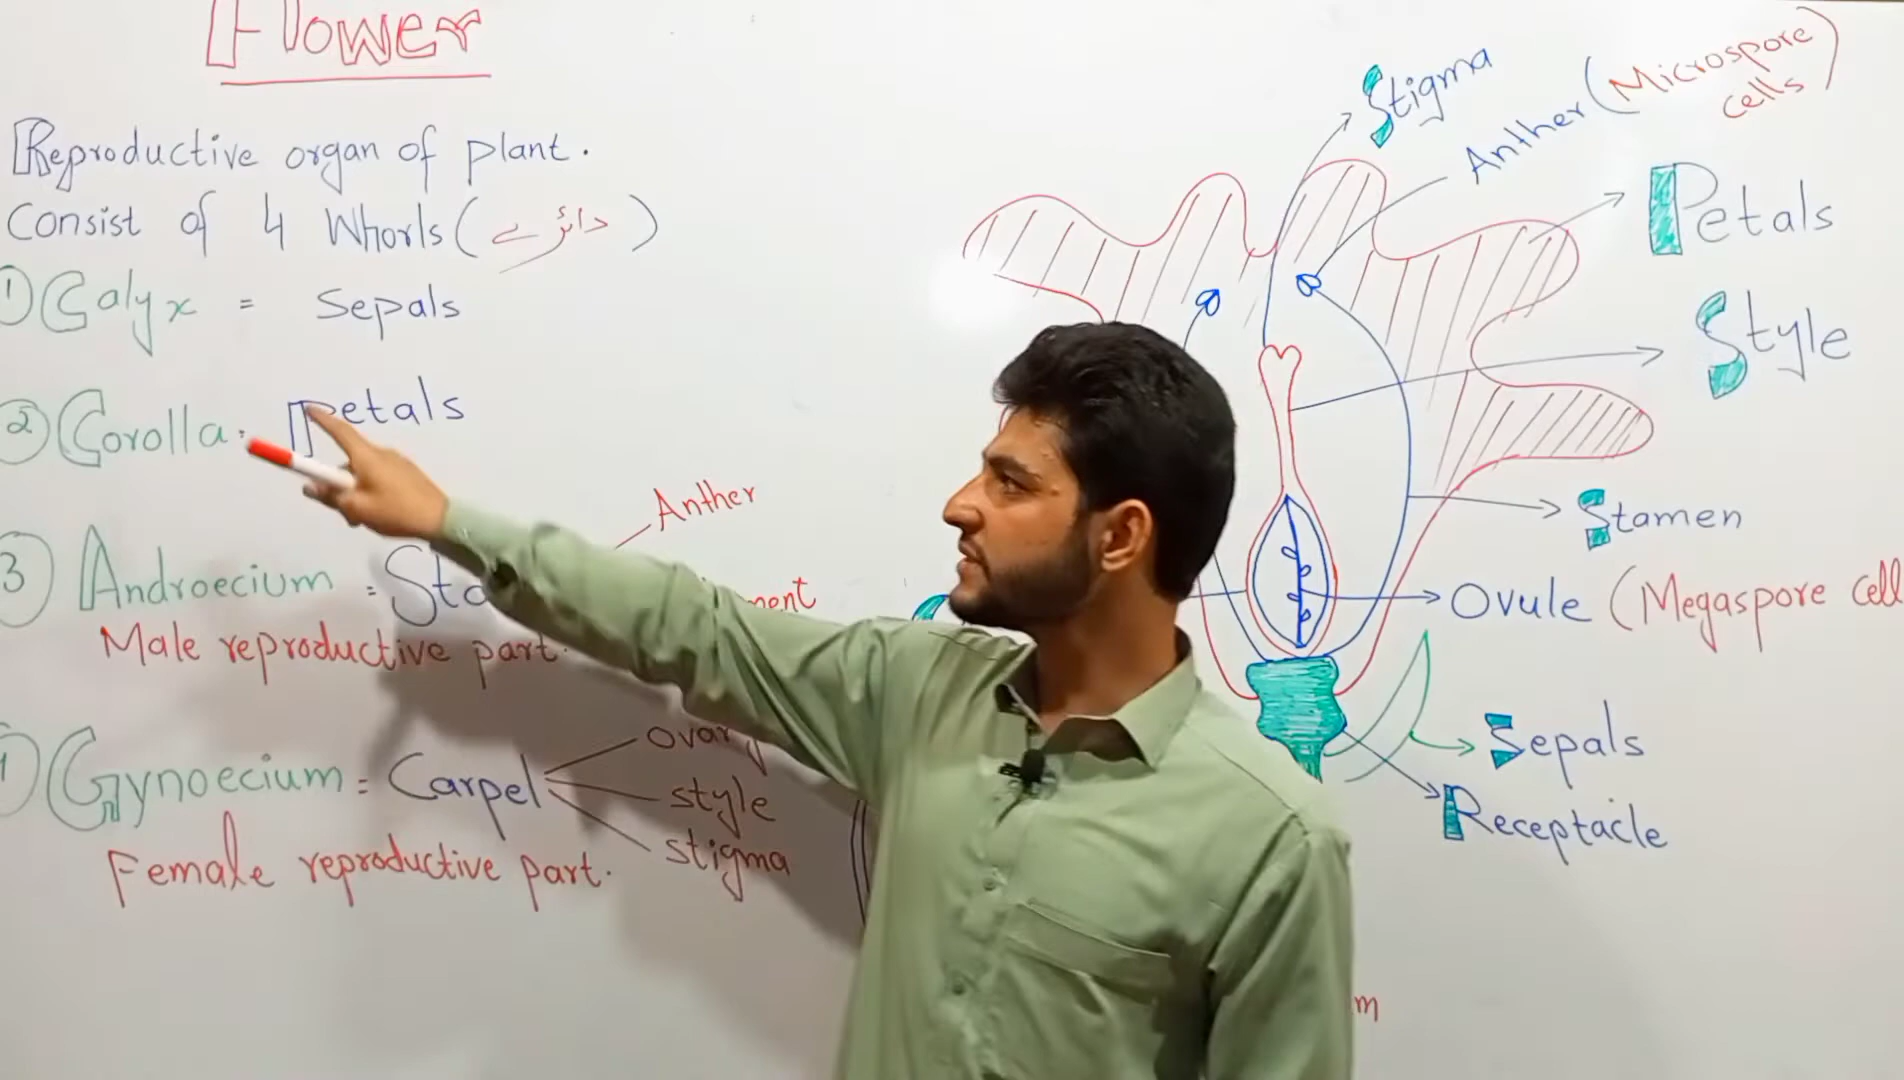 Flower
Reproductive organ of plant.
Consist of 4 Whorls (دائرے)
① Calyx = Sepals
② Corolla = Petals
③ Androecium = Sta
Anther
ment
Male reproductive part.
Gynoecium = Carpel
ovary
style
stigma
Female reproductive part.
Stigma
Anther (Microspore cells)
Petals
Style
Stamen
Ovule (Megaspore cell
Sepals
Receptacle
m